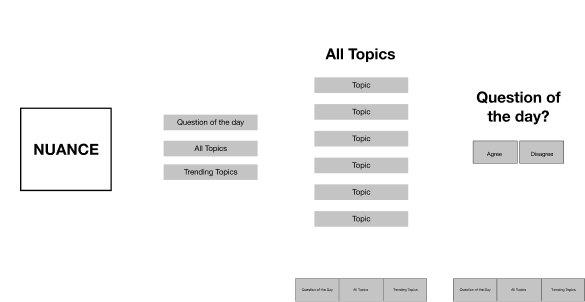 NUANCE
Question of the day
All Topics
Trending Topics
All Topics
Topic
Topic
Topic
Topic
Topic
Topic
Question of the Day
All Topics
Trending Topics
Question of
the day?
Agree
Disagree
Question of the Day
All Topics
Trending Topics